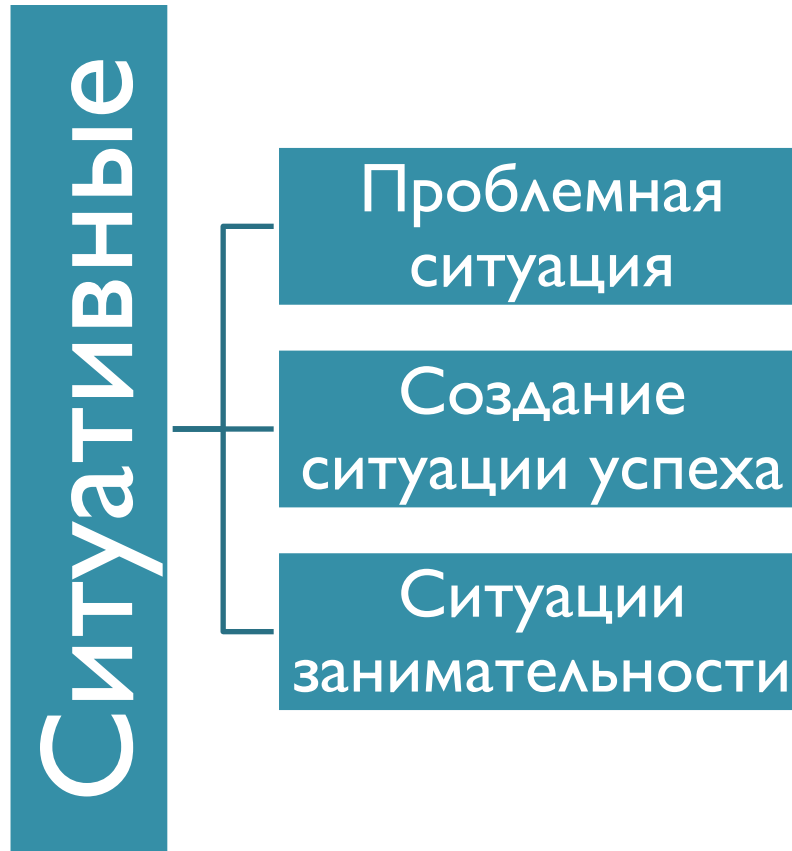 Ситуативные
Проблемная
ситуация
Создание
ситуации успеха
Ситуации
занимательности